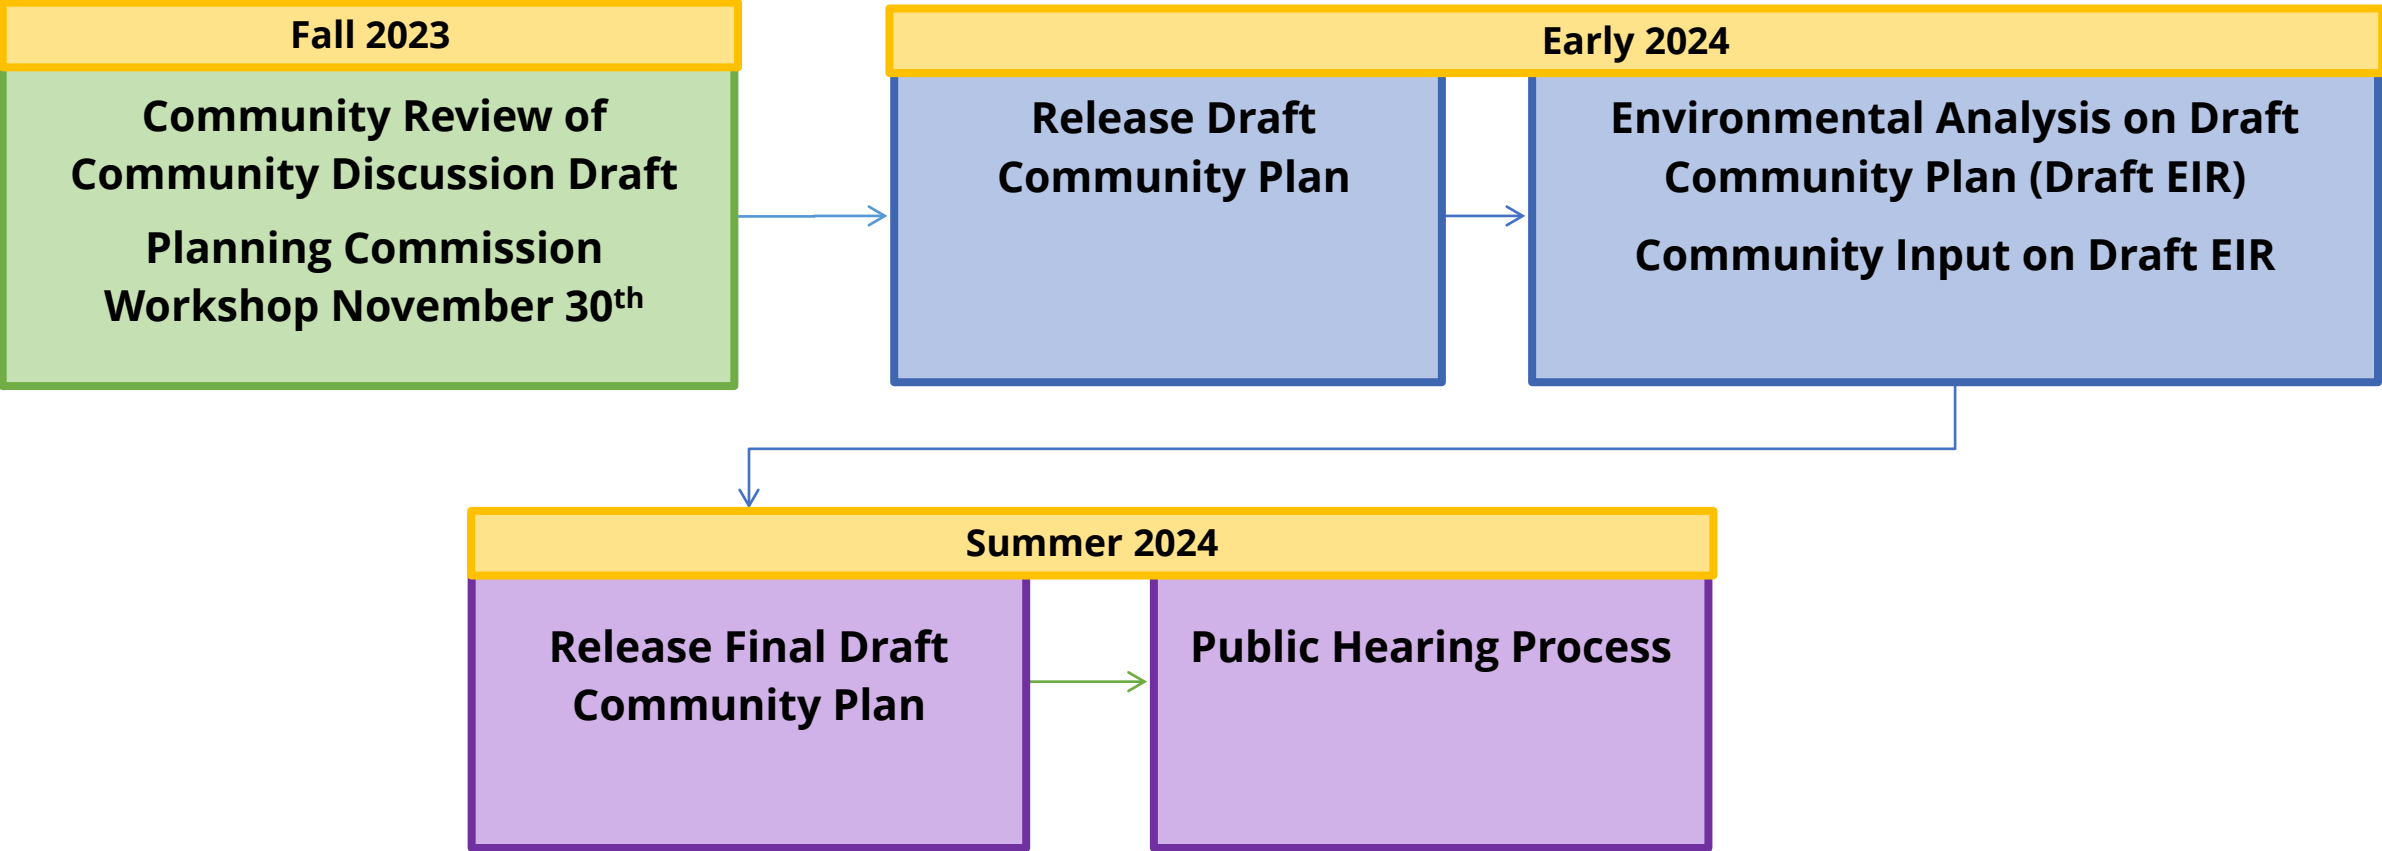 Fall 2023
Community Review of
Community Discussion Draft
Planning Commission
Workshop November 30th
Early 2024
Release Draft
Community Plan
Environmental Analysis on Draft
Community Plan (Draft EIR)
Community Input on Draft EIR
Summer 2024
Release Final Draft
Community Plan
Public Hearing Process